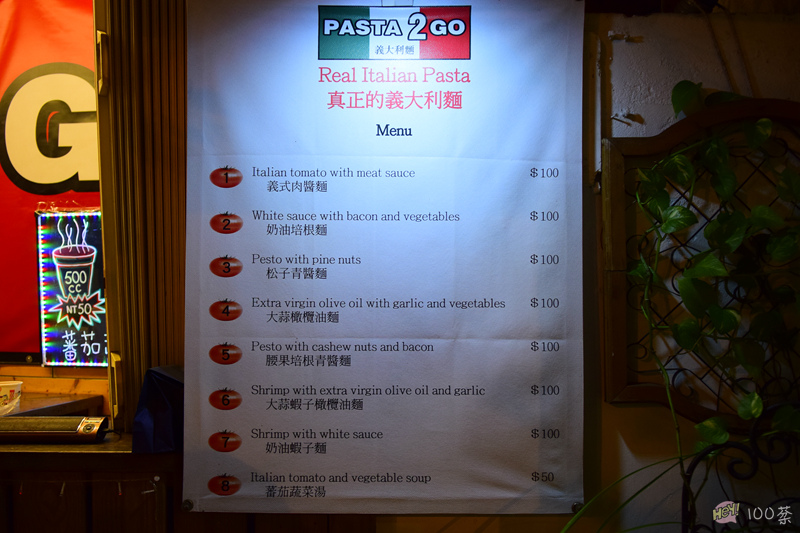 PASTA 2 GO
義大利麵
Real Italian Pasta
真正的義大利麵
Menu
1 Italian tomato with meat sauce $100
義式肉醬麵
2 White sauce with bacon and vegetables $100
奶油培根麵
3 Pesto with pine nuts $100
松子青醬麵
4 Extra virgin olive oil with garlic and vegetables $100
大蒜橄欖油麵
5 Pesto with cashew nuts and bacon $100
腰果培根青醬麵
6 Shrimp with extra virgin olive oil and garlic $100
大蒜蝦子橄欖油麵
7 Shrimp with white sauce $100
奶油蝦子麵
8 Italian tomato and vegetable soup $50
蕃茄蔬菜湯
G
500
CC
NT50
蕃茄
HEY! 100棻